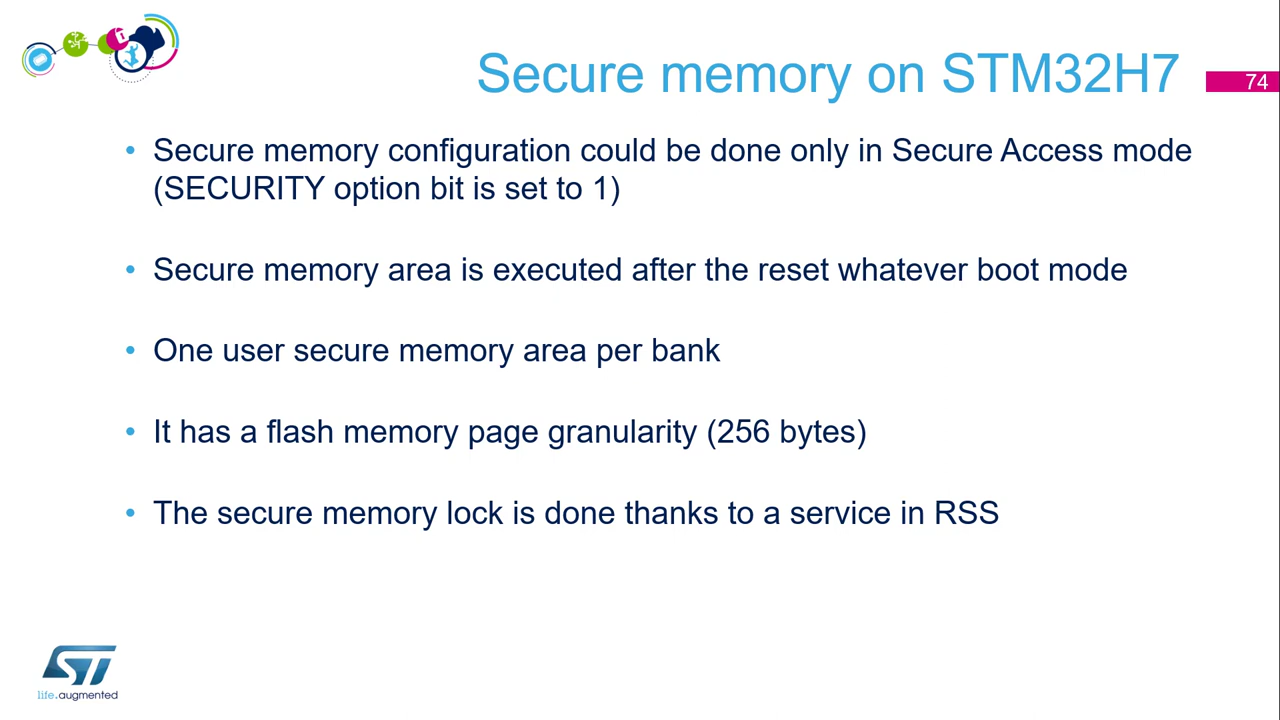 Secure memory on STM32H7
74
• Secure memory configuration could be done only in Secure Access mode
(SECURITY option bit is set to 1)
• Secure memory area is executed after the reset whatever boot mode
• One user secure memory area per bank
• It has a flash memory page granularity (256 bytes)
• The secure memory lock is done thanks to a service in RSS
ST
life.augmented